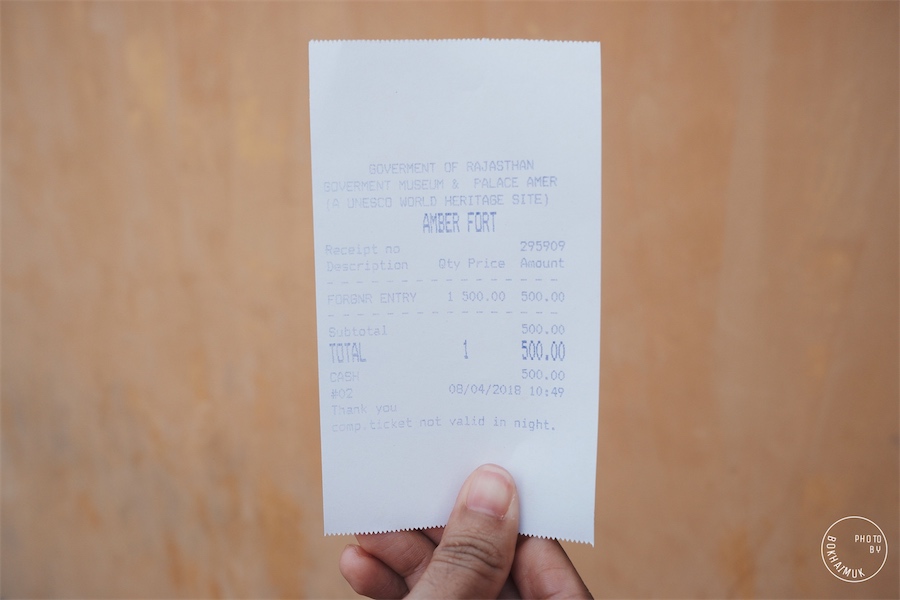 GOVERMENT OF RAJASTHAN
GOVERMENT MUSEUM & PALACE AMER
(A UNESCO WORLD HERITAGE SITE)
AMBER FORT
Receipt no 295909
Description Qty Price Amount
FORGNR ENTRY 1 500.00 500.00
Subtotal 500.00
TOTAL 1 500.00
CASH 500.00
#02 08/04/2018 10:49
Thank you
comp.ticket not valid in night.
PHOTO
BY
BOKHATMUK